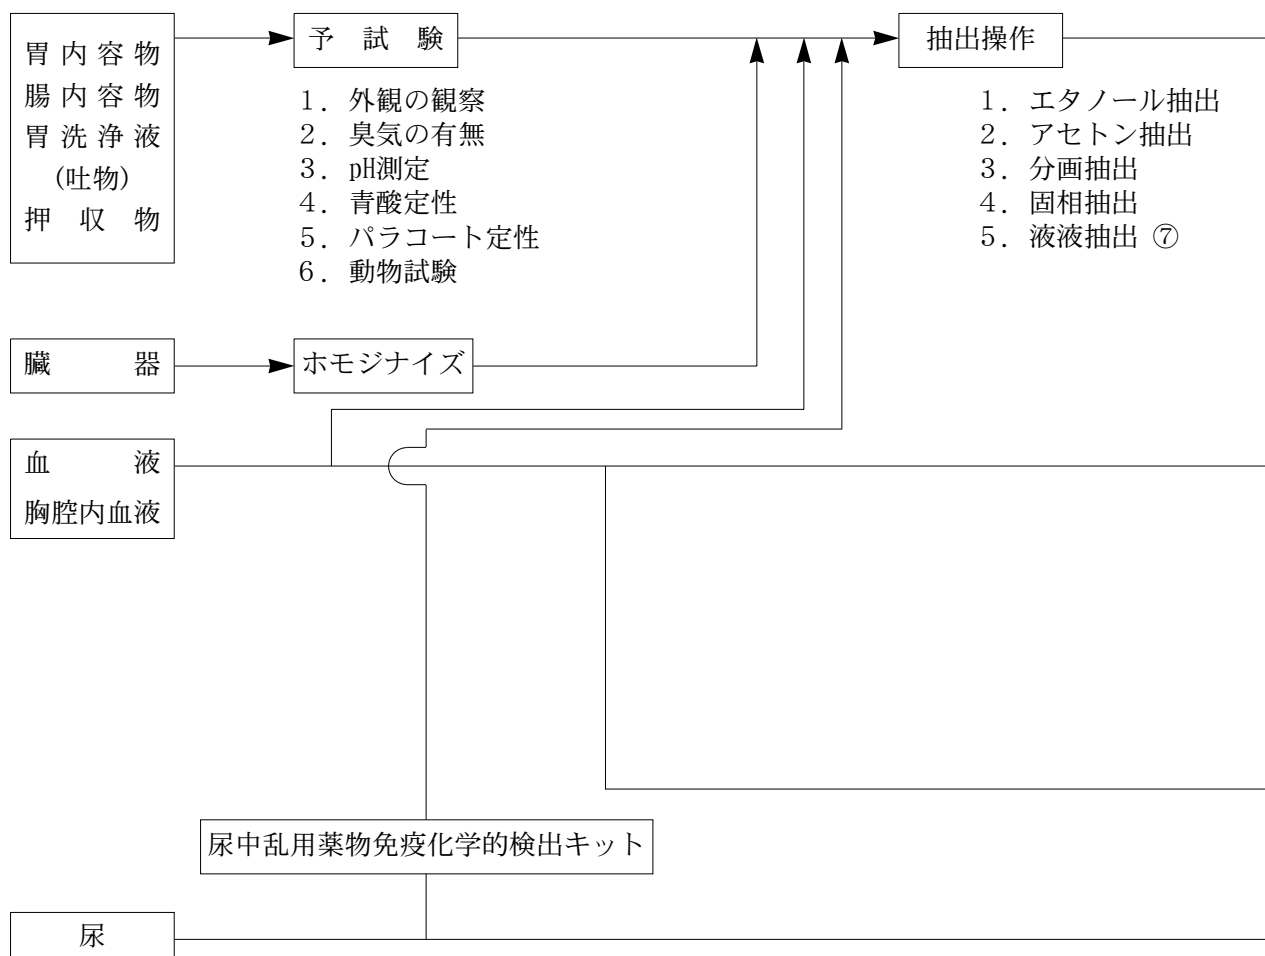 胃内容物
腸内容物
胃洗浄液
(吐物)
押収物
予試験
1. 外観の観察
2. 臭気の有無
3. pH測定
4. 青酸定性
5. パラコート定性
6. 動物試験
抽出操作
1. エタノール抽出
2. アセトン抽出
3. 分画抽出
4. 固相抽出
5. 液液抽出 ⑦
臓器
ホモジナイズ
血液
胸腔内血液
尿中乱用薬物免疫化学的検出キット
尿